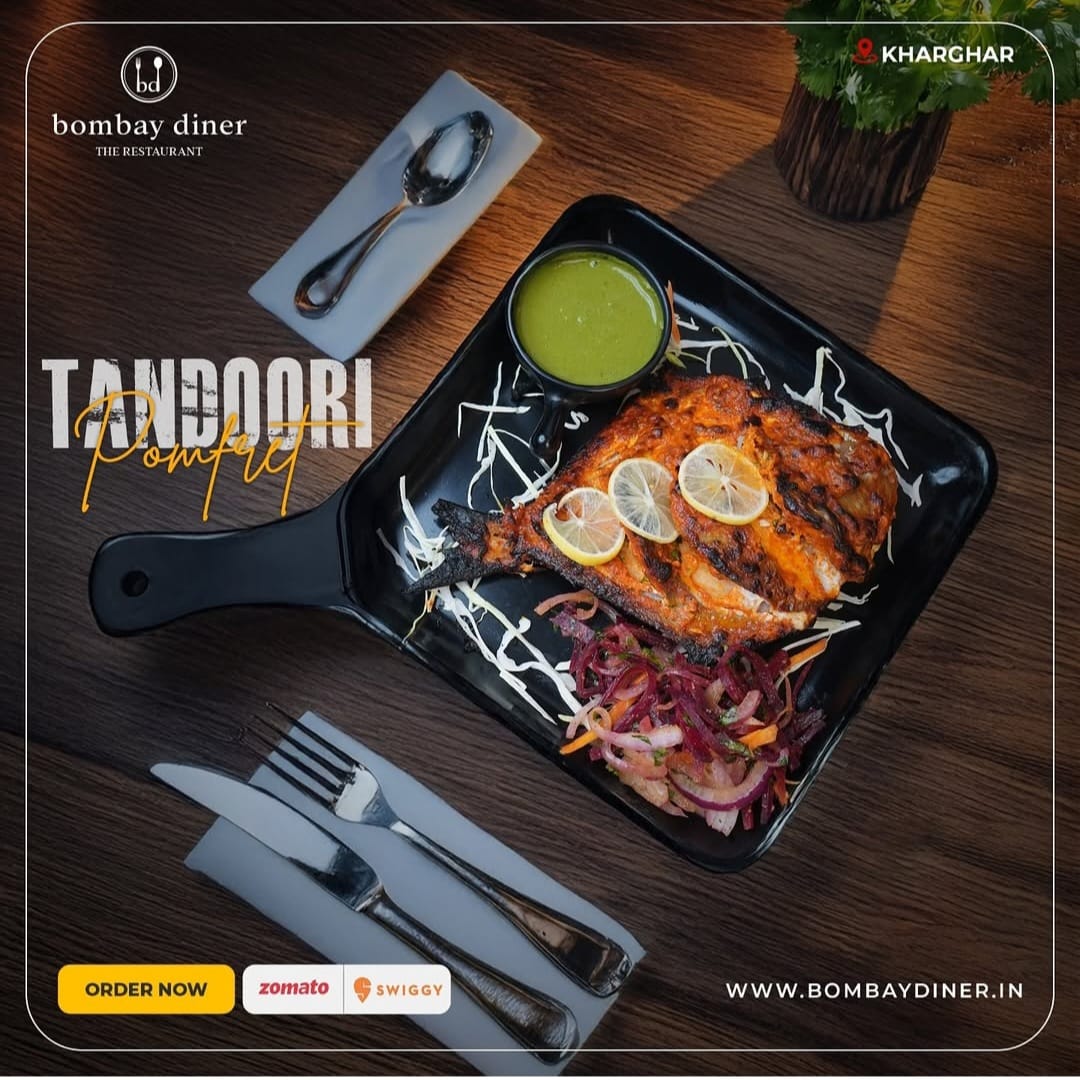 bd
bombay diner
THE RESTAURANT
KHARGHAR
TANDOORI
Pomfret
ORDER NOW
zomato
SWIGGY
WWW.BOMBAYDINER.IN